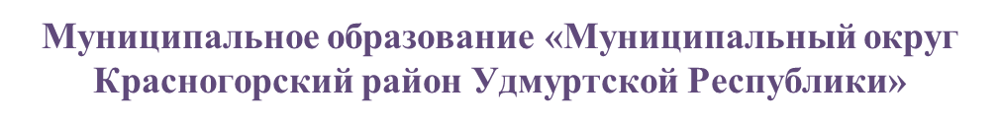 Муниципальное образование «Муниципальный округ
Красногорский район Удмуртской Республики»